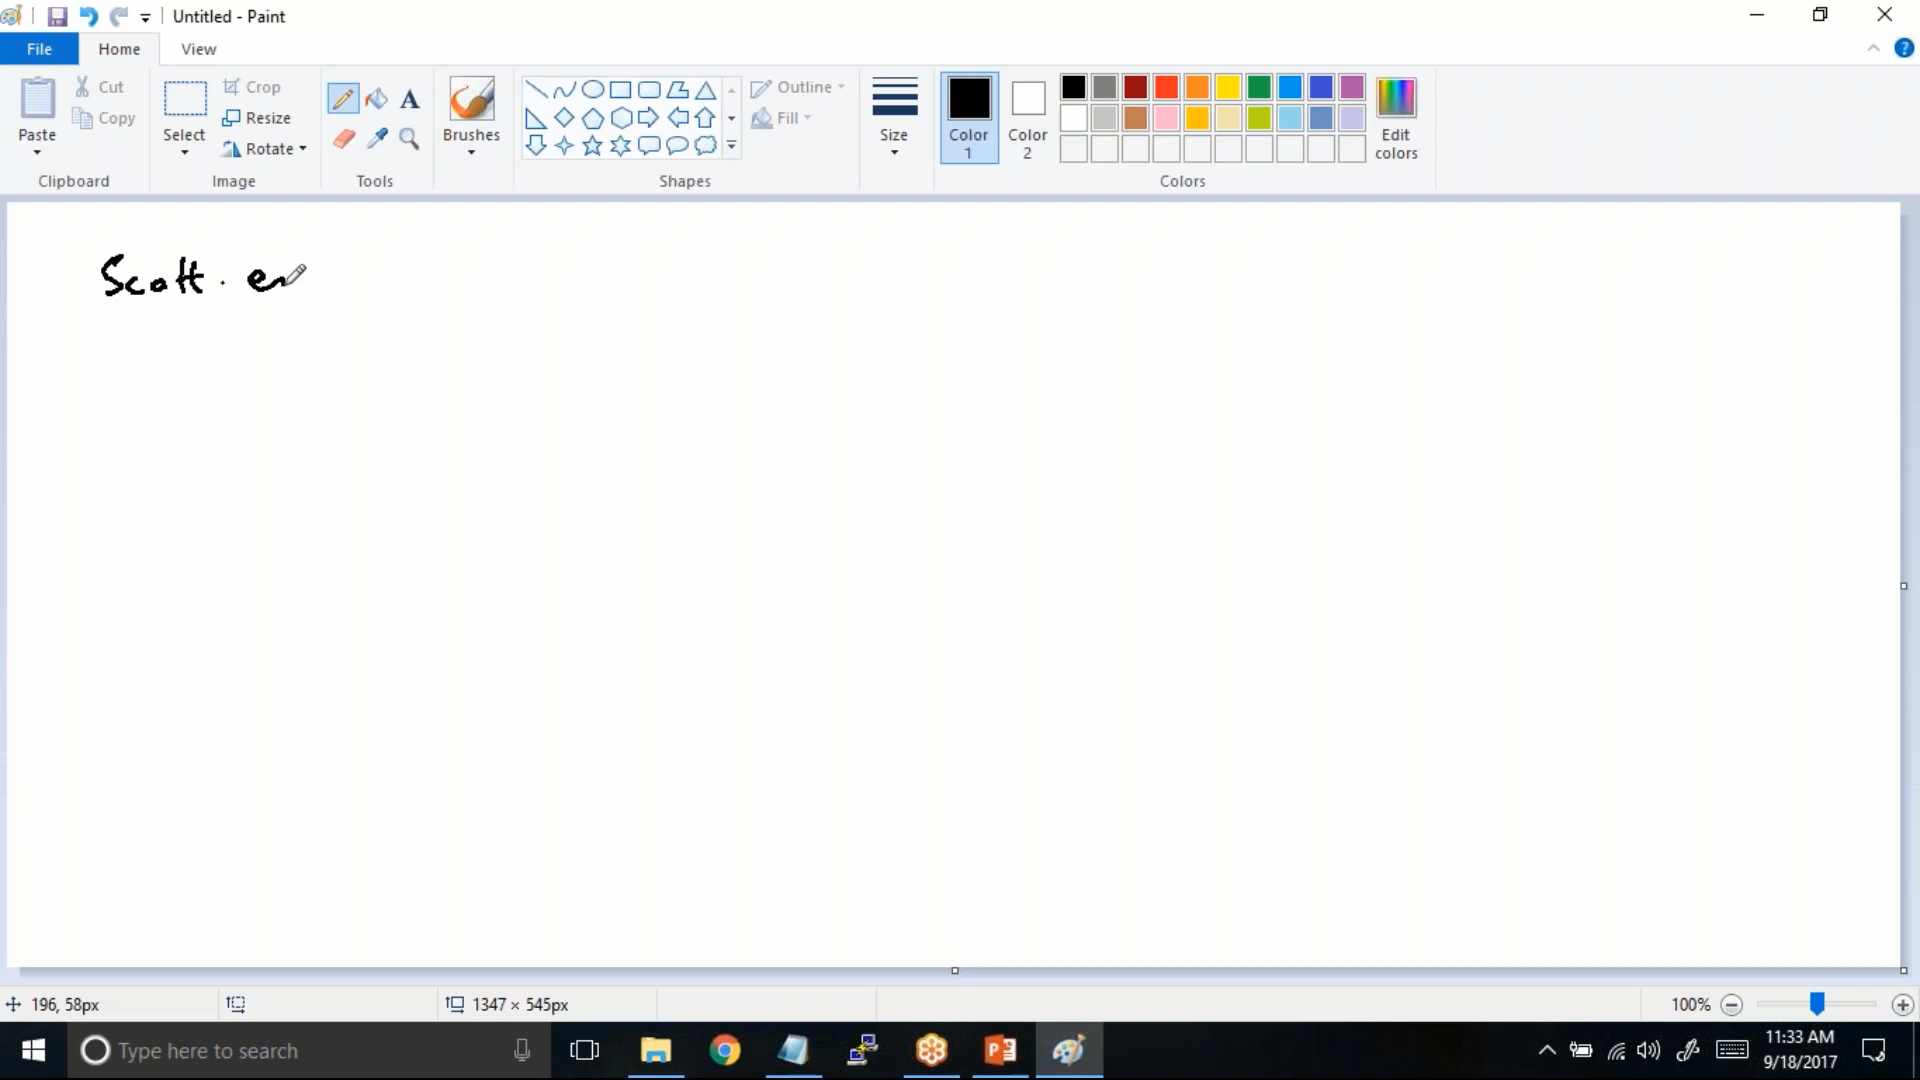 Untitled - Paint
File Home View
Paste
Cut
Copy
Clipboard
Select
Crop
Resize
Rotate
Image
Tools
Brushes
Shapes
Outline
Fill
Size
Color 1
Color 2
Edit colors
Colors
Scott. en
196, 58px
1347 × 545px
100%
Type here to search
11:33 AM
9/18/2017